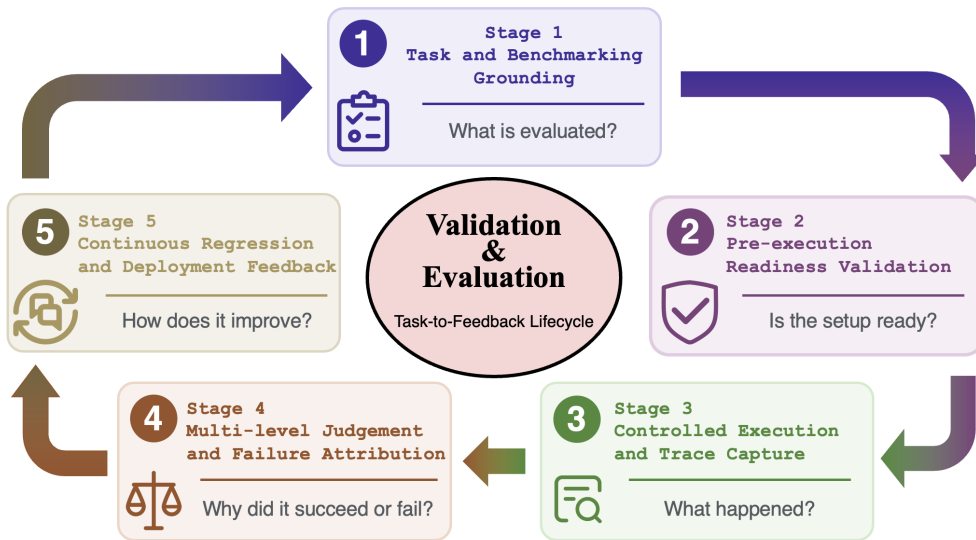 1
Stage 1
Task and Benchmarking
Grounding
What is evaluated?
2
Stage 2
Pre-execution
Readiness Validation
Is the setup ready?
3
Stage 3
Controlled Execution
and Trace Capture
What happened?
4
Stage 4
Multi-level Judgement
and Failure Attribution
Why did it succeed or fail?
5
Stage 5
Continuous Regression
and Deployment Feedback
How does it improve?
Validation
&
Evaluation
Task-to-Feedback Lifecycle